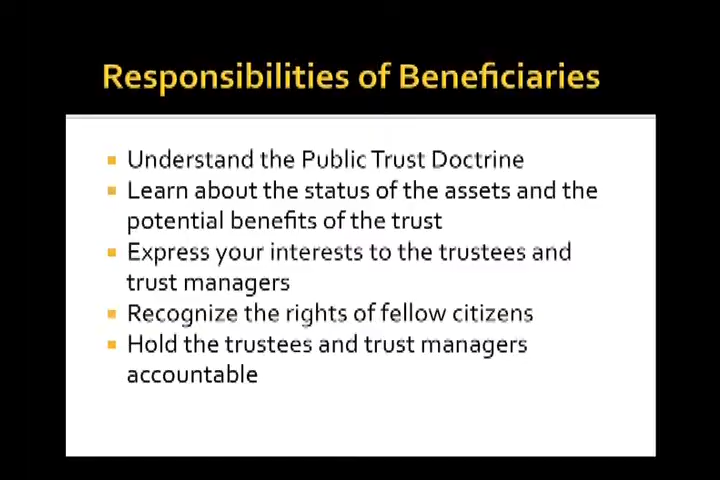 Responsibilities of Beneficiaries
▪ Understand the Public Trust Doctrine
▪ Learn about the status of the assets and the
potential benefits of the trust
▪ Express your interests to the trustees and
trust managers
▪ Recognize the rights of fellow citizens
▪ Hold the trustees and trust managers
accountable